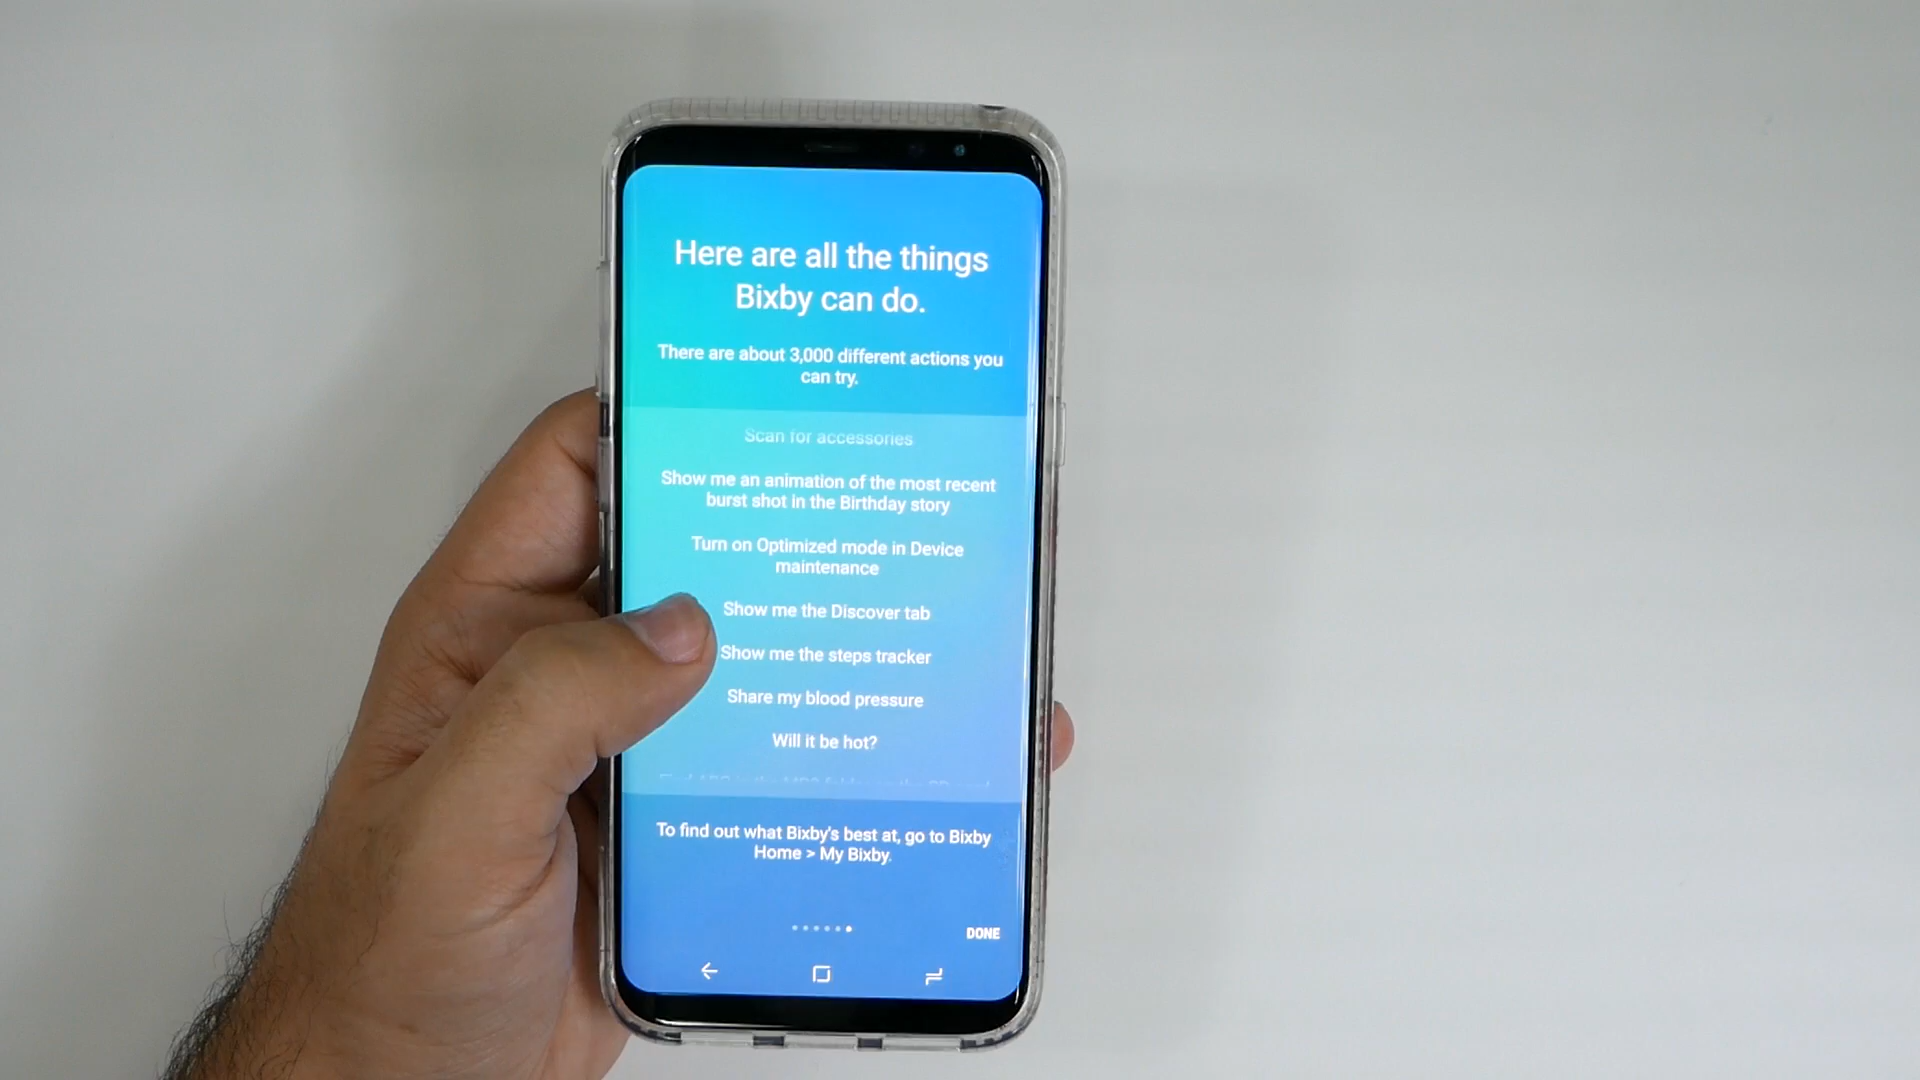 Here are all the things
Bixby can do.
There are about 3,000 different actions you
can try.
Scan for accessories
Show me an animation of the most recent
burst shot in the Birthday story
Turn on Optimized mode in Device
maintenance
Show me the Discover tab
Show me the steps tracker
Share my blood pressure
Will it be hot?
To find out what Bixby's best at, go to Bixby
Home > My Bixby.
DONE